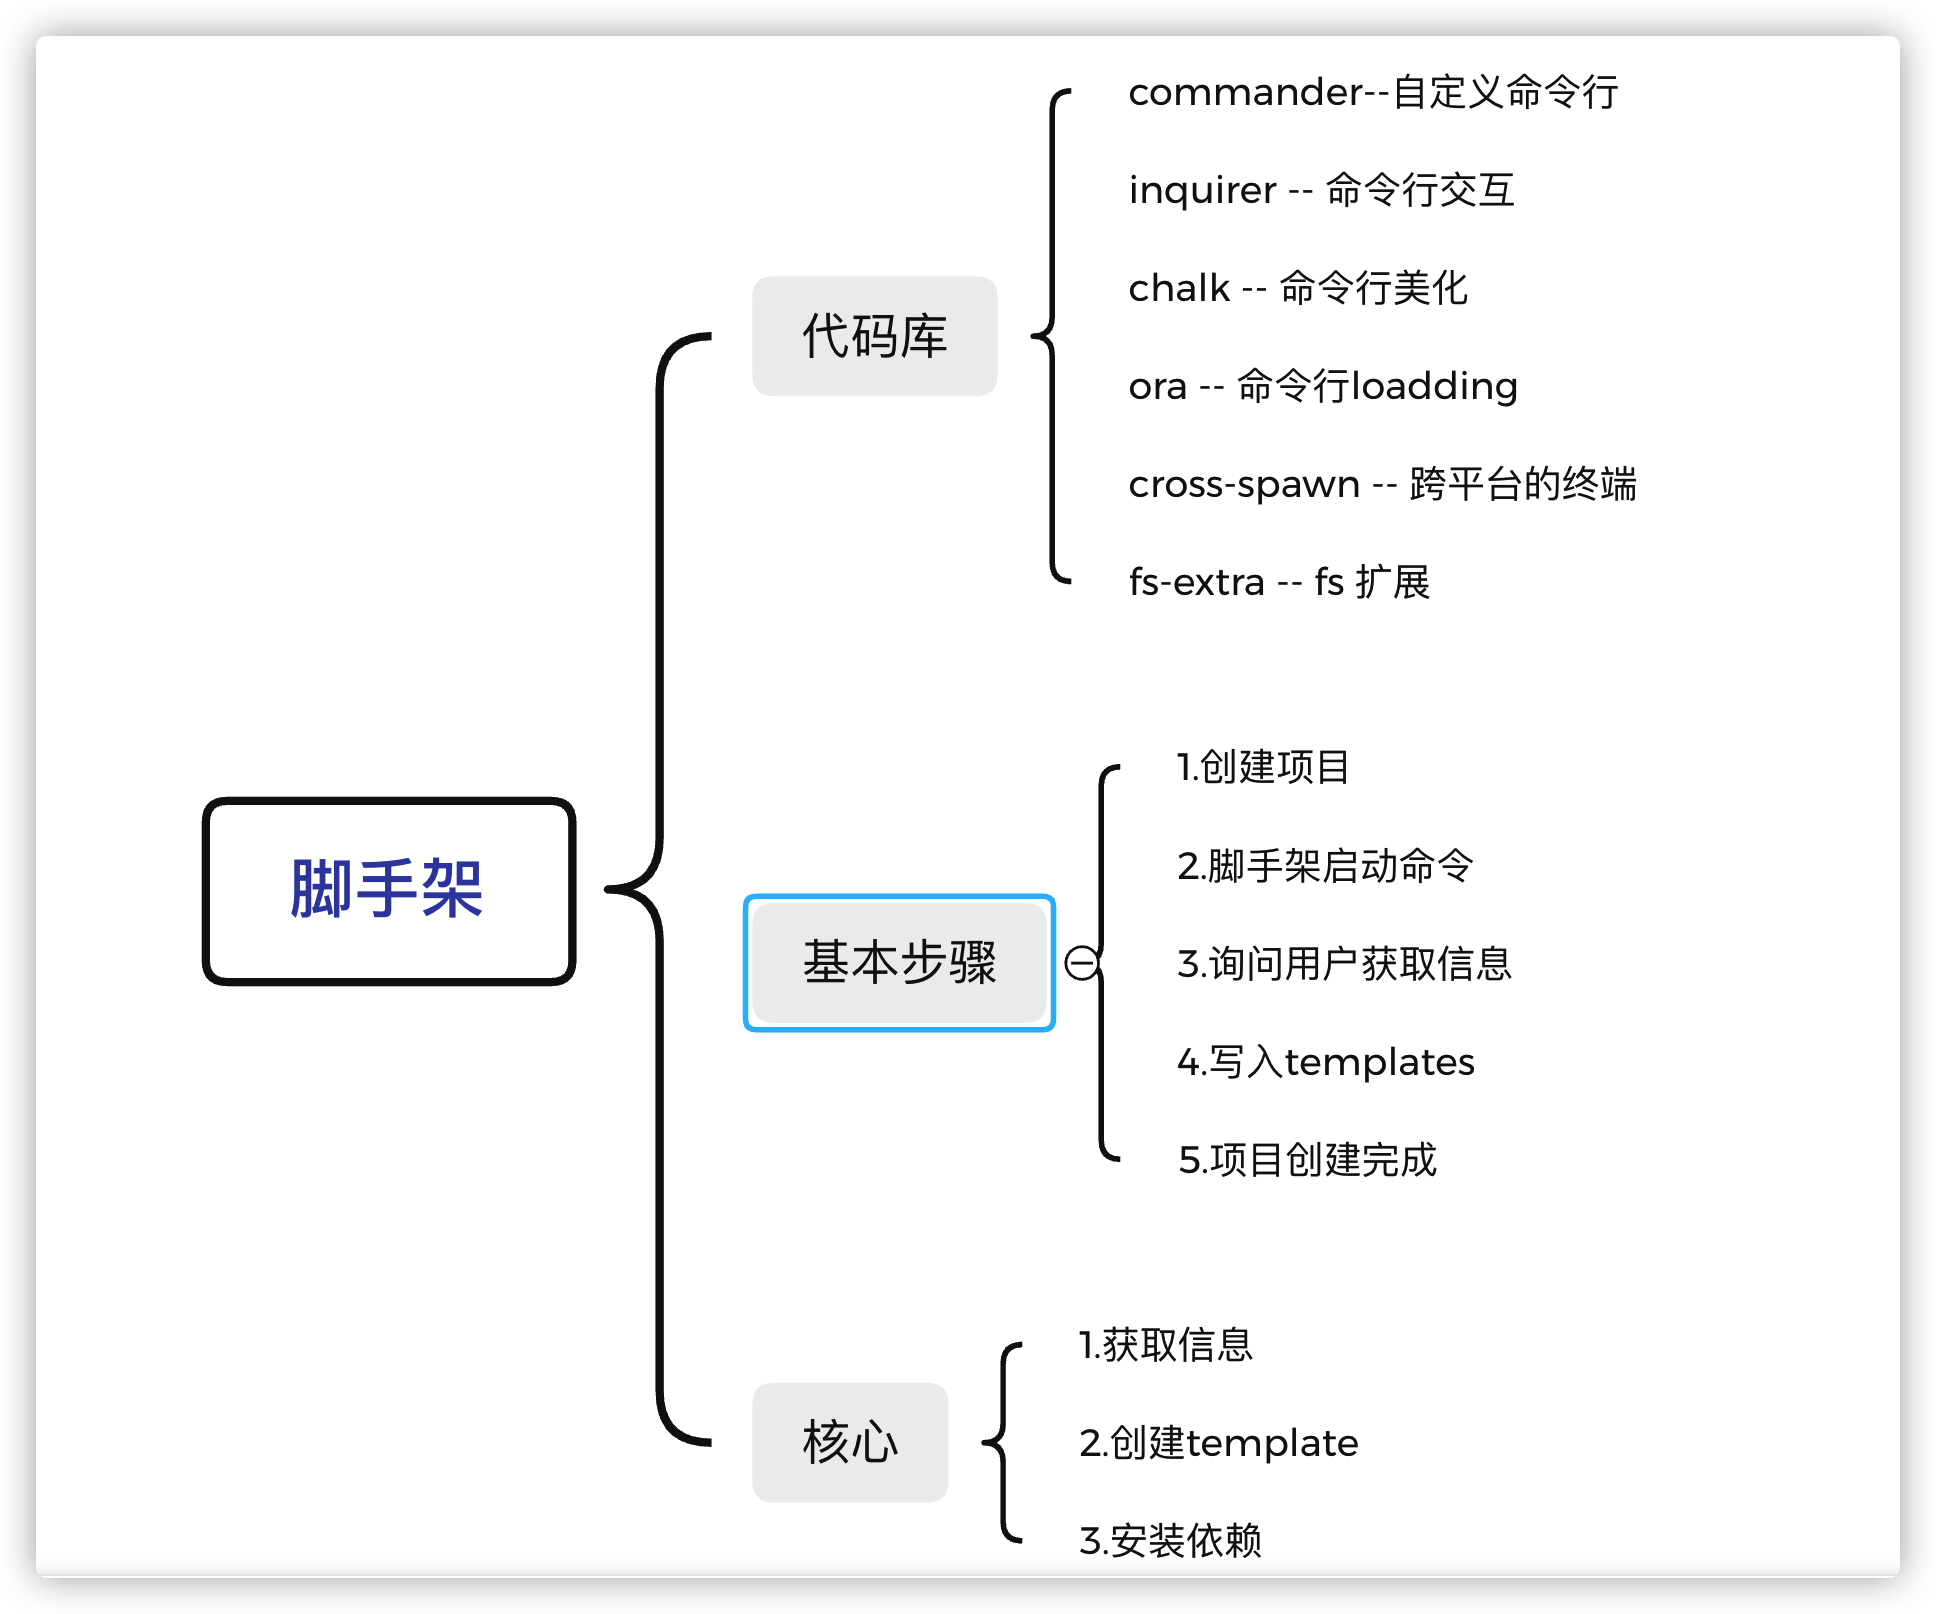 脚手架
代码库
commander--自定义命令行
inquirer -- 命令行交互
chalk -- 命令行美化
ora -- 命令行loadding
cross-spawn -- 跨平台的终端
fs-extra -- fs 扩展
基本步骤
1.创建项目
2.脚手架启动命令
3.询问用户获取信息
4.写入templates
5.项目创建完成
核心
1.获取信息
2.创建template
3.安装依赖